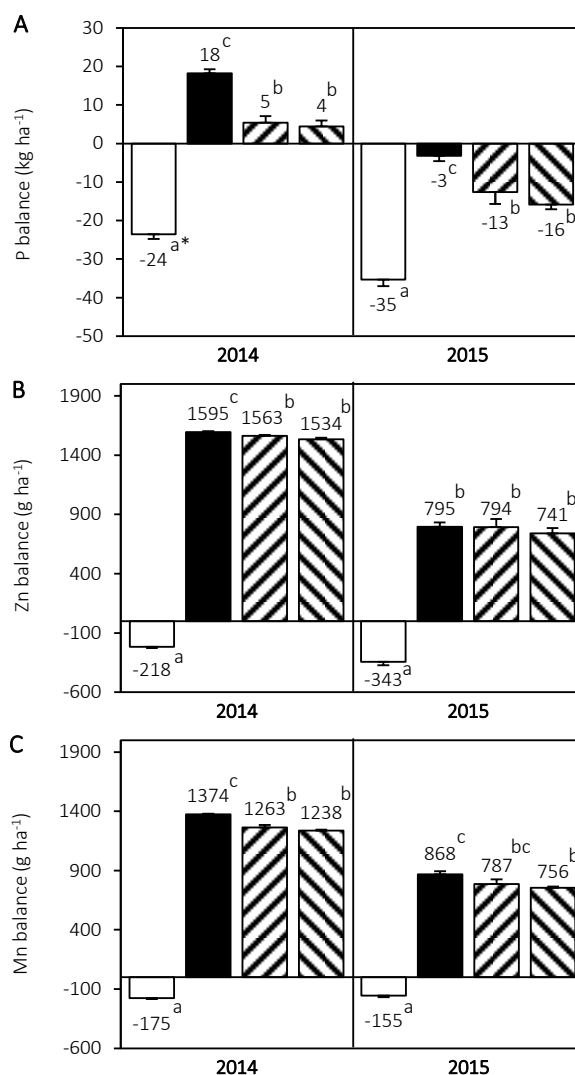 A
P balance (kg ha-1)
30
20
10
0
-10
-20
-30
-40
-50
18 c
5 b
4 b
-24 a*
-3 c
-13 b
-16 b
-35 a
2014
2015
B
Zn balance (g ha-1)
1900
1400
900
400
-100
-600
1595 c
1563 b
1534 b
-218 a
795 b
794 b
741 b
-343 a
2014
2015
C
Mn balance (g ha-1)
1900
1400
900
400
-100
-600
1374 c
1263 b
1238 b
-175 a
868 c
787 bc
756 b
-155 a
2014
2015